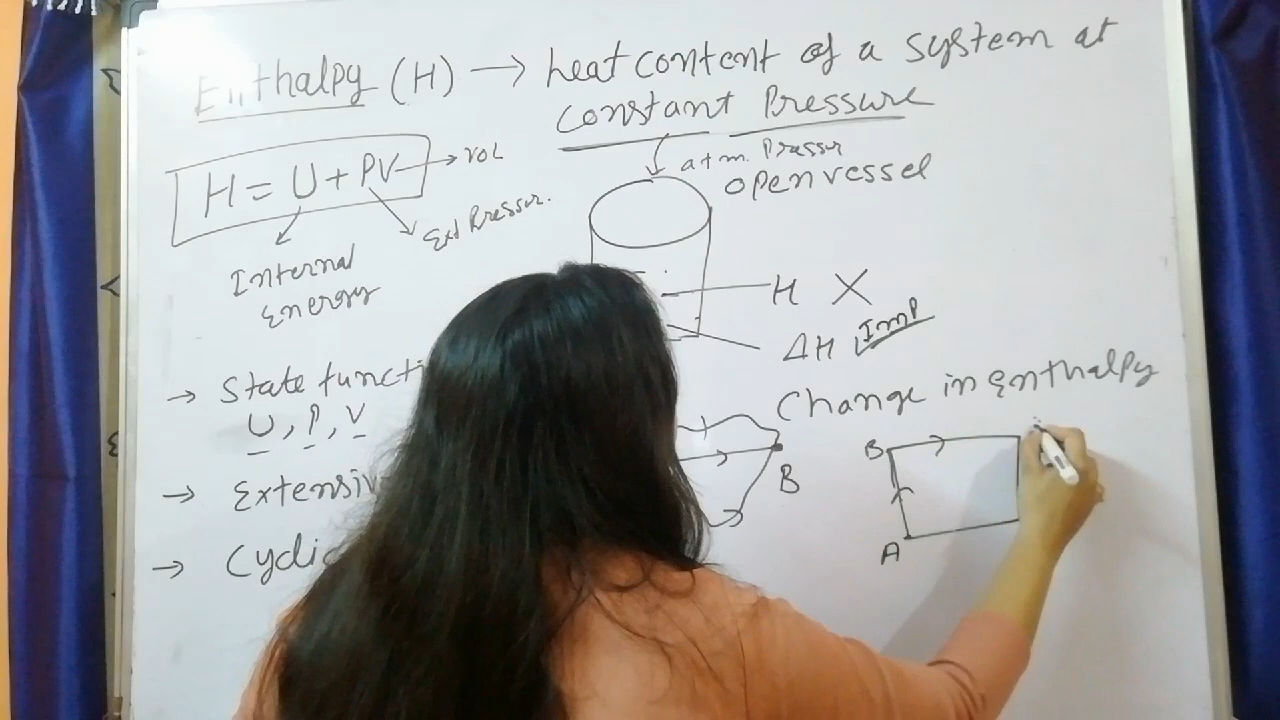 Enthalpy (H) → heat content of a system at
constant Pressure
H = U + PV → vol
Ext Pressur.
Internal
energy
atm. Pressur
open vessel
H X
ΔH Imp
Change in Enthalpy
→ State functi
U, P, V
→ Extensiv
→ Cyclic
B
B
A